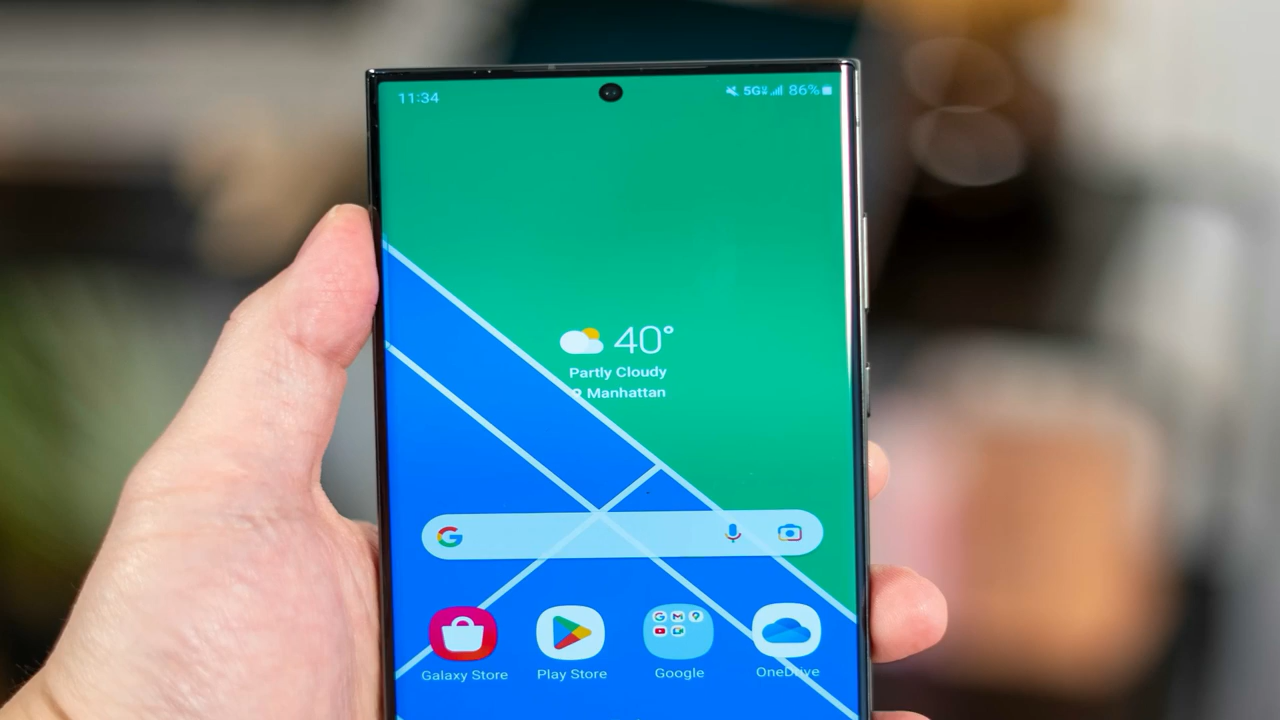 11:34
5G 86%
40°
Partly Cloudy
Manhattan
Galaxy Store
Play Store
Google
OneDrive